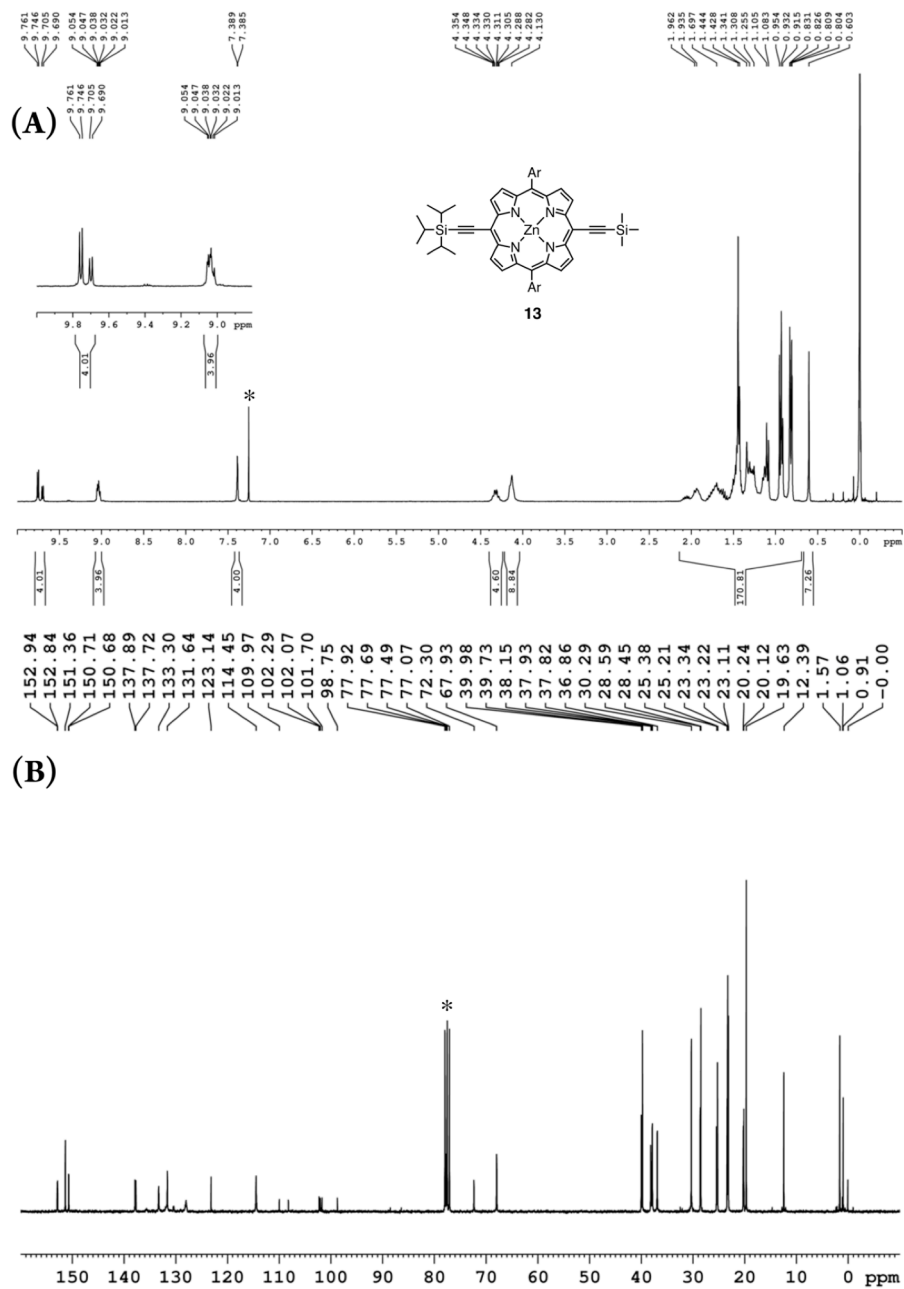 9.761 9.746 9.705 9.690 9.054 9.047 9.038 9.032 9.022 9.013 7.389 7.385 4.354 4.348 4.334 4.330 4.311 4.305 4.288 4.282 4.130 1.962 1.935 1.697 1.444 1.428 1.341 1.308 1.255 1.105 1.083 0.954 0.932 0.915 0.831 0.826 0.809 0.804 0.603
(A)
9.761 9.746 9.705 9.690 9.054 9.047 9.038 9.032 9.022 9.013
Ar
N N
Si Zn Si
N N
Ar
13
9.8 9.6 9.4 9.2 9.0 ppm
4.01 3.96
*
9.5 9.0 8.5 8.0 7.5 7.0 6.5 6.0 5.5 5.0 4.5 4.0 3.5 3.0 2.5 2.0 1.5 1.0 0.5 0.0 ppm
4.01 3.96 4.00 4.60 8.84 170.81 7.26
152.94 152.84 151.36 150.71 150.68 137.89 137.72 133.30 131.64 123.14 114.45 109.97 102.29 102.07 101.70 98.75 77.92 77.69 77.49 77.07 72.30 67.93 39.98 39.73 38.15 37.93 37.82 36.86 30.29 28.59 28.45 25.38 25.21 23.34 23.22 23.11 20.24 20.12 19.63 12.39 1.57 1.06 0.91 -0.00
(B)
*
150 140 130 120 110 100 90 80 70 60 50 40 30 20 10 0 ppm